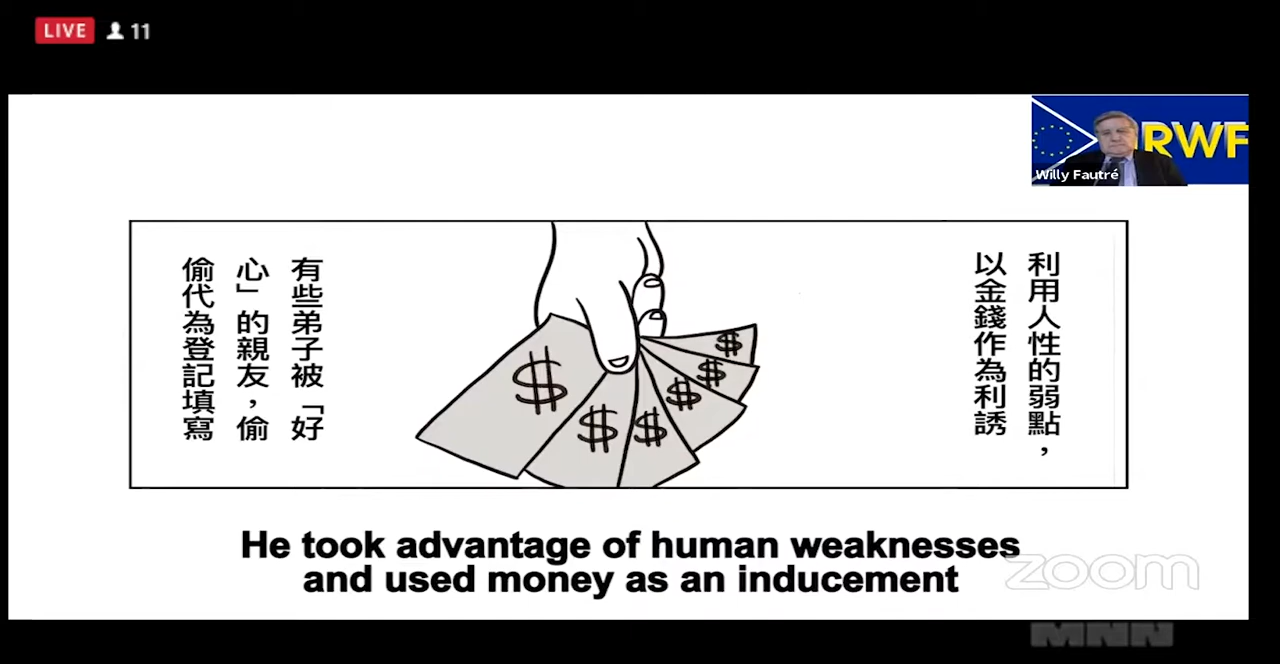 LIVE 11
RWF
Willy Fautré
利用人性的弱點，
以金錢作為利誘
有些弟子被「好
心」的親友，偷
偷代為登記填寫
$
$
$
$
$
$
He took advantage of human weaknesses
and used money as an inducement
zoom
MNN